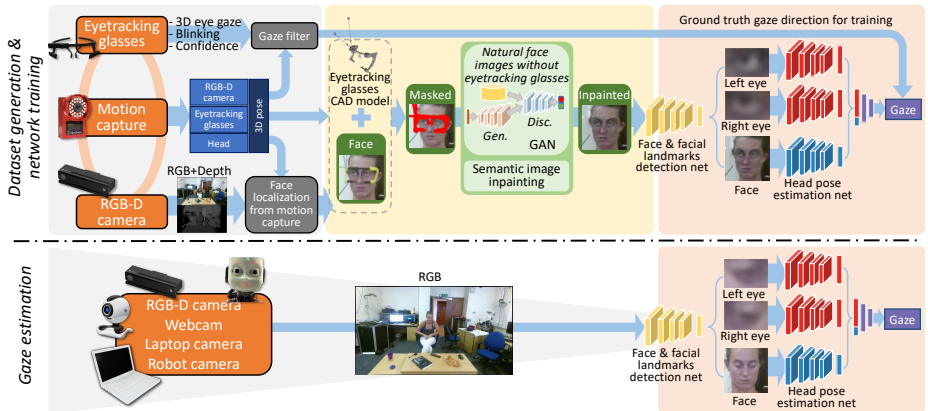 Dataset generation &
network training
Eyetracking
glasses
- 3D eye gaze
- Blinking
- Confidence
Gaze filter
Motion
capture
RGB-D
camera
Eyetracking
glasses
Head
3D pose
RGB-D
camera
RGB+Depth
Face
localization
from motion
capture
Eyetracking
glasses
CAD model
Face
Masked
Natural face
images without
eyetracking glasses
Gen.
Disc.
GAN
Semantic image
inpainting
Inpainted
Ground truth gaze direction for training
Face & facial
landmarks
detection net
Left eye
Right eye
Face
Head pose
estimation net
Gaze
Gaze estimation
RGB-D camera
Webcam
Laptop camera
Robot camera
RGB
Face & facial
landmarks
detection net
Left eye
Right eye
Face
Head pose
estimation net
Gaze